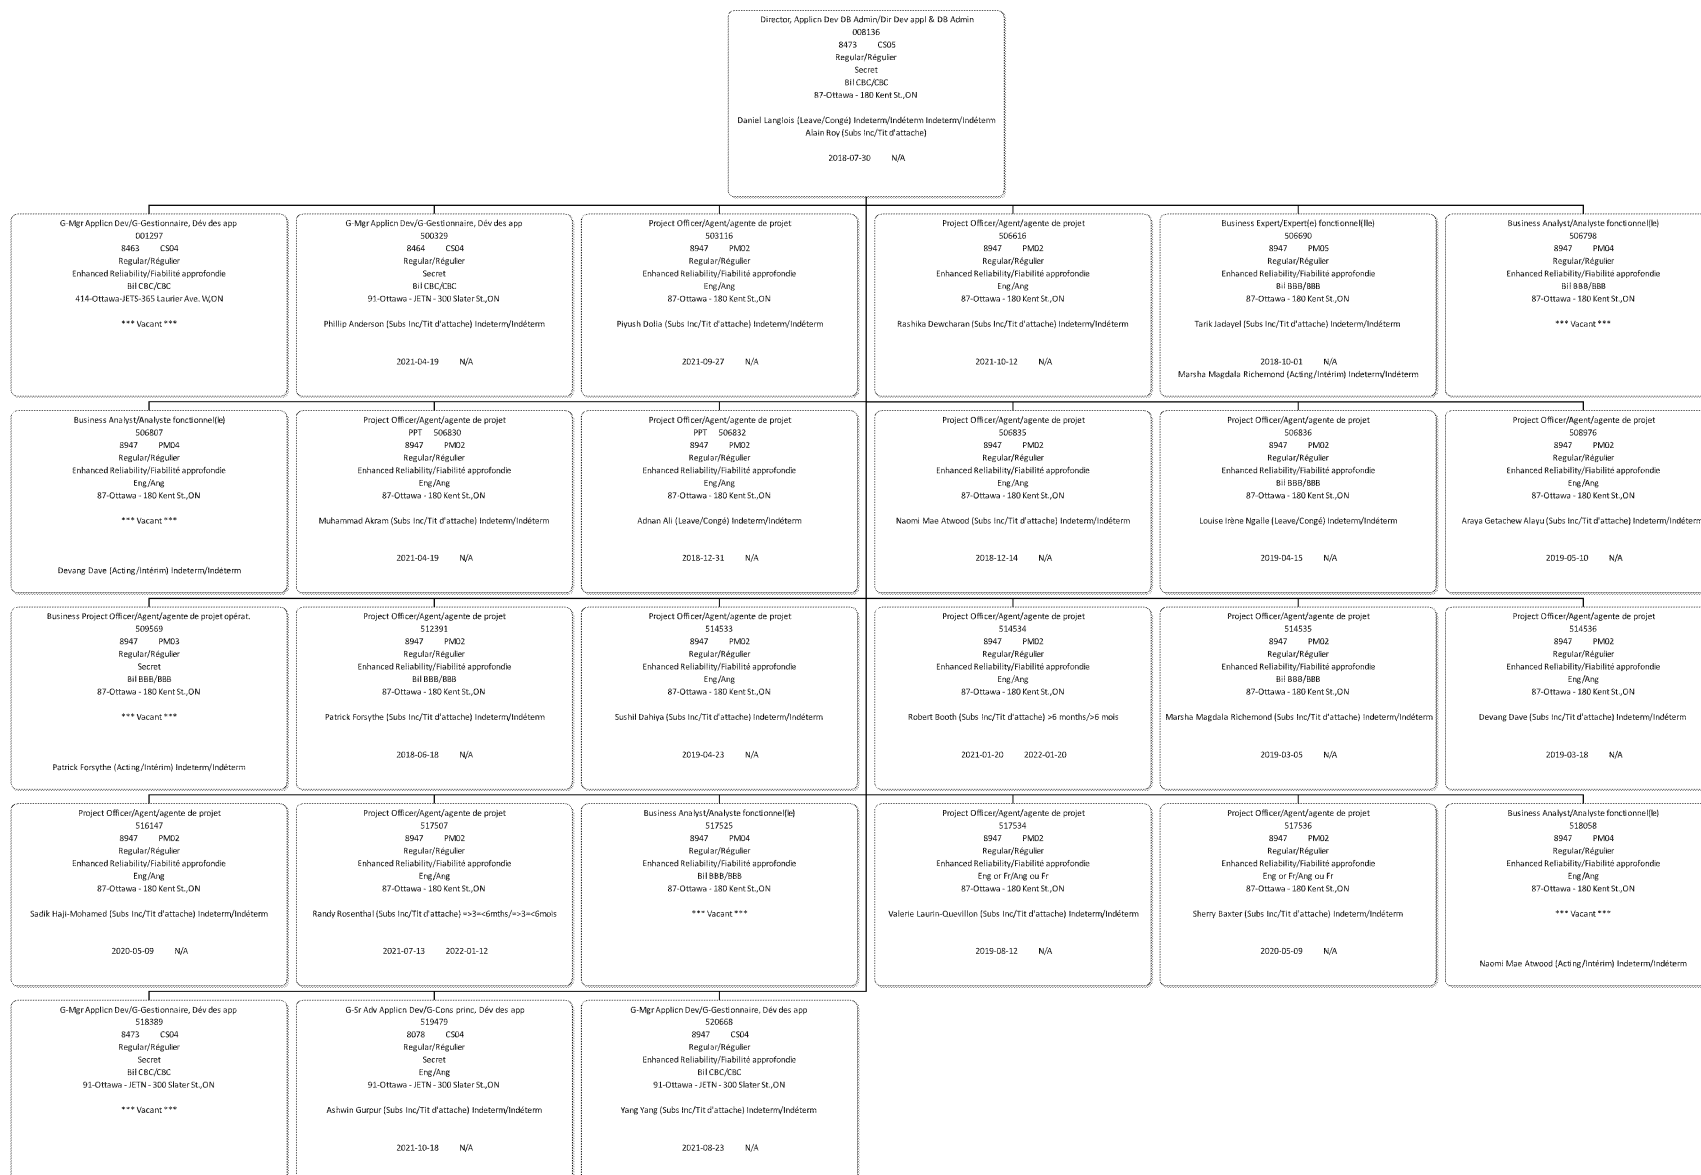 Director, Applicn Dev DB Admin/Dir Dev appl & DB Admin
008136
8473 CS05
Regular/Régulier
Secret
Bil CBC/CBC
87-Ottawa - 180 Kent St.,ON
Daniel Langlois (Leave/Congé) Indeterm/Indéterm Indeterm/Indéterm
Alain Roy (Subs Inc/Tit d'attache)
2018-07-30 N/A
G-Mgr Applicn Dev/G-Gestionnaire, Dév des app
001297
8463 CS04
Regular/Régulier
Enhanced Reliability/Fiabilité approfondie
Bil CBC/CBC
414-Ottawa-JETS-365 Laurier Ave. W,ON
*** Vacant ***
G-Mgr Applicn Dev/G-Gestionnaire, Dév des app
500329
8464 CS04
Regular/Régulier
Secret
Bil CBC/CBC
91-Ottawa - JETN - 300 Slater St.,ON
Phillip Anderson (Subs Inc/Tit d'attache) Indeterm/Indéterm
2021-04-19 N/A
Project Officer/Agent/agente de projet
503116
8947 PM02
Regular/Régulier
Enhanced Reliability/Fiabilité approfondie
Eng/Ang
87-Ottawa - 180 Kent St.,ON
Piyush Dolia (Subs Inc/Tit d'attache) Indeterm/Indéterm
2021-09-27 N/A
Project Officer/Agent/agente de projet
506616
8947 PM02
Regular/Régulier
Enhanced Reliability/Fiabilité approfondie
Eng/Ang
87-Ottawa - 180 Kent St.,ON
Rashika Dewcharan (Subs Inc/Tit d'attache) Indeterm/Indéterm
2021-10-12 N/A
Business Expert/Expert(e) fonctionnel(lle)
506690
8947 PM05
Regular/Régulier
Enhanced Reliability/Fiabilité approfondie
Bil BBB/BBB
87-Ottawa - 180 Kent St.,ON
Tarik Jadayel (Subs Inc/Tit d'attache) Indeterm/Indéterm
2018-10-01 N/A
Marsha Magdala Richemond (Acting/Intérim) Indeterm/Indéterm
Business Analyst/Analyste fonctionnel(le)
506798
8947 PM04
Regular/Régulier
Enhanced Reliability/Fiabilité approfondie
Bil BBB/BBB
87-Ottawa - 180 Kent St.,ON
*** Vacant ***
Business Analyst/Analyste fonctionnel(le)
506807
8947 PM04
Regular/Régulier
Enhanced Reliability/Fiabilité approfondie
Eng/Ang
87-Ottawa - 180 Kent St.,ON
*** Vacant ***
Devang Dave (Acting/Intérim) Indeterm/Indéterm
Project Officer/Agent/agente de projet
PPT 506830
8947 PM02
Regular/Régulier
Enhanced Reliability/Fiabilité approfondie
Eng/Ang
87-Ottawa - 180 Kent St.,ON
Muhammad Akram (Subs Inc/Tit d'attache) Indeterm/Indéterm
2021-04-19 N/A
Project Officer/Agent/agente de projet
PPT 506832
8947 PM02
Regular/Régulier
Enhanced Reliability/Fiabilité approfondie
Eng/Ang
87-Ottawa - 180 Kent St.,ON
Adnan Ali (Leave/Congé) Indeterm/Indéterm
2018-12-31 N/A
Project Officer/Agent/agente de projet
506835
8947 PM02
Regular/Régulier
Enhanced Reliability/Fiabilité approfondie
Eng/Ang
87-Ottawa - 180 Kent St.,ON
Naomi Mae Atwood (Subs Inc/Tit d'attache) Indeterm/Indéterm
2018-12-14 N/A
Project Officer/Agent/agente de projet
506836
8947 PM02
Regular/Régulier
Enhanced Reliability/Fiabilité approfondie
Bil BBB/BBB
87-Ottawa - 180 Kent St.,ON
Louise Irène Ngalle (Leave/Congé) Indeterm/Indéterm
2019-04-15 N/A
Project Officer/Agent/agente de projet
508976
8947 PM02
Regular/Régulier
Enhanced Reliability/Fiabilité approfondie
Eng/Ang
87-Ottawa - 180 Kent St.,ON
Araya Getachew Alayu (Subs Inc/Tit d'attache) Indeterm/Indéterm
2019-05-10 N/A
Business Project Officer/Agent/agente de projet opérat.
509569
8947 PM03
Regular/Régulier
Secret
Bil BBB/BBB
87-Ottawa - 180 Kent St.,ON
*** Vacant ***
Patrick Forsythe (Acting/Intérim) Indeterm/Indéterm
Project Officer/Agent/agente de projet
512391
8947 PM02
Regular/Régulier
Enhanced Reliability/Fiabilité approfondie
Bil BBB/BBB
87-Ottawa - 180 Kent St.,ON
Patrick Forsythe (Subs Inc/Tit d'attache) Indeterm/Indéterm
2018-06-18 N/A
Project Officer/Agent/agente de projet
514533
8947 PM02
Regular/Régulier
Enhanced Reliability/Fiabilité approfondie
Eng/Ang
87-Ottawa - 180 Kent St.,ON
Sushil Dahiya (Subs Inc/Tit d'attache) Indeterm/Indéterm
2019-04-23 N/A
Project Officer/Agent/agente de projet
514534
8947 PM02
Regular/Régulier
Enhanced Reliability/Fiabilité approfondie
Eng/Ang
87-Ottawa - 180 Kent St.,ON
Robert Booth (Subs Inc/Tit d'attache) >6 months/>6 mois
2021-01-20 2022-01-20
Project Officer/Agent/agente de projet
514535
8947 PM02
Regular/Régulier
Enhanced Reliability/Fiabilité approfondie
Bil BBB/BBB
87-Ottawa - 180 Kent St.,ON
Marsha Magdala Richemond (Subs Inc/Tit d'attache) Indeterm/Indéterm
2019-03-05 N/A
Project Officer/Agent/agente de projet
514536
8947 PM02
Regular/Régulier
Enhanced Reliability/Fiabilité approfondie
Eng/Ang
87-Ottawa - 180 Kent St.,ON
Devang Dave (Subs Inc/Tit d'attache) Indeterm/Indéterm
2019-03-18 N/A
Project Officer/Agent/agente de projet
516147
8947 PM02
Regular/Régulier
Enhanced Reliability/Fiabilité approfondie
Eng/Ang
87-Ottawa - 180 Kent St.,ON
Sadik Haji-Mohamed (Subs Inc/Tit d'attache) Indeterm/Indéterm
2020-05-09 N/A
Project Officer/Agent/agente de projet
517507
8947 PM02
Regular/Régulier
Enhanced Reliability/Fiabilité approfondie
Eng/Ang
87-Ottawa - 180 Kent St.,ON
Randy Rosenthal (Subs Inc/Tit d'attache) =>3=<6mths/=>3=<6mois
2021-07-13 2022-01-12
Business Analyst/Analyste fonctionnel(le)
517525
8947 PM04
Regular/Régulier
Enhanced Reliability/Fiabilité approfondie
Bil BBB/BBB
87-Ottawa - 180 Kent St.,ON
*** Vacant ***
Project Officer/Agent/agente de projet
517534
8947 PM02
Regular/Régulier
Enhanced Reliability/Fiabilité approfondie
Eng or Fr/Ang ou Fr
87-Ottawa - 180 Kent St.,ON
Valerie Laurin-Quevillon (Subs Inc/Tit d'attache) Indeterm/Indéterm
2019-08-12 N/A
Project Officer/Agent/agente de projet
517536
8947 PM02
Regular/Régulier
Enhanced Reliability/Fiabilité approfondie
Eng or Fr/Ang ou Fr
87-Ottawa - 180 Kent St.,ON
Sherry Baxter (Subs Inc/Tit d'attache) Indeterm/Indéterm
2020-05-09 N/A
Business Analyst/Analyste fonctionnel(le)
518058
8947 PM04
Regular/Régulier
Enhanced Reliability/Fiabilité approfondie
Eng/Ang
87-Ottawa - 180 Kent St.,ON
*** Vacant ***
Naomi Mae Atwood (Acting/Intérim) Indeterm/Indéterm
G-Mgr Applicn Dev/G-Gestionnaire, Dév des app
518389
8473 CS04
Regular/Régulier
Secret
Bil CBC/CBC
91-Ottawa - JETN - 300 Slater St.,ON
*** Vacant ***
G-Sr Adv Applicn Dev/G-Cons princ, Dév des app
519479
8078 CS04
Regular/Régulier
Secret
Eng/Ang
91-Ottawa - JETN - 300 Slater St.,ON
Ashwin Gurpur (Subs Inc/Tit d'attache) Indeterm/Indéterm
2021-10-18 N/A
G-Mgr Applicn Dev/G-Gestionnaire, Dév des app
520668
8947 CS04
Regular/Régulier
Enhanced Reliability/Fiabilité approfondie
Bil CBC/CBC
91-Ottawa - JETN - 300 Slater St.,ON
Yang Yang (Subs Inc/Tit d'attache) Indeterm/Indéterm
2021-08-23 N/A